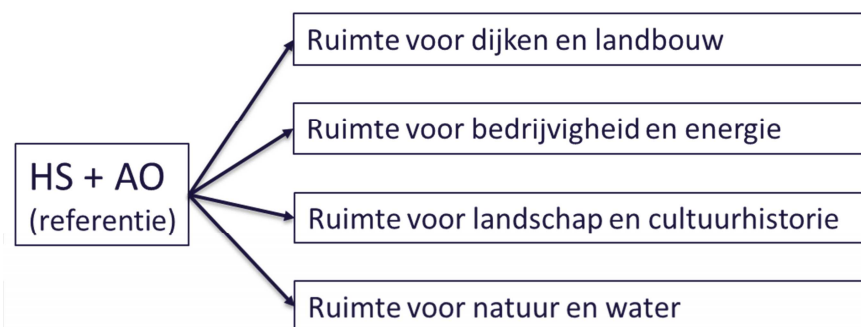 Ruimte voor dijken en landbouw
Ruimte voor bedrijvigheid en energie
HS + AO
(referentie)
Ruimte voor landschap en cultuurhistorie
Ruimte voor natuur en water